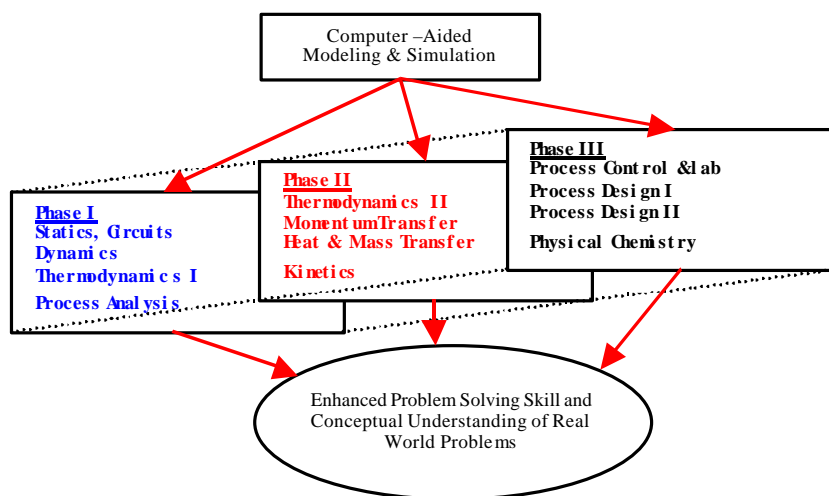 Computer –Aided
Modeling & Simulation
Phase I
Statics, Circuits
Dynamics
Thermodynamics I
Process Analysis
Phase II
Thermodynamics II
Momentum Transfer
Heat & Mass Transfer
Kinetics
Phase III
Process Control & lab
Process Design I
Process Design II
Physical Chemistry
Enhanced Problem Solving Skill and
Conceptual Understanding of Real
World Problems